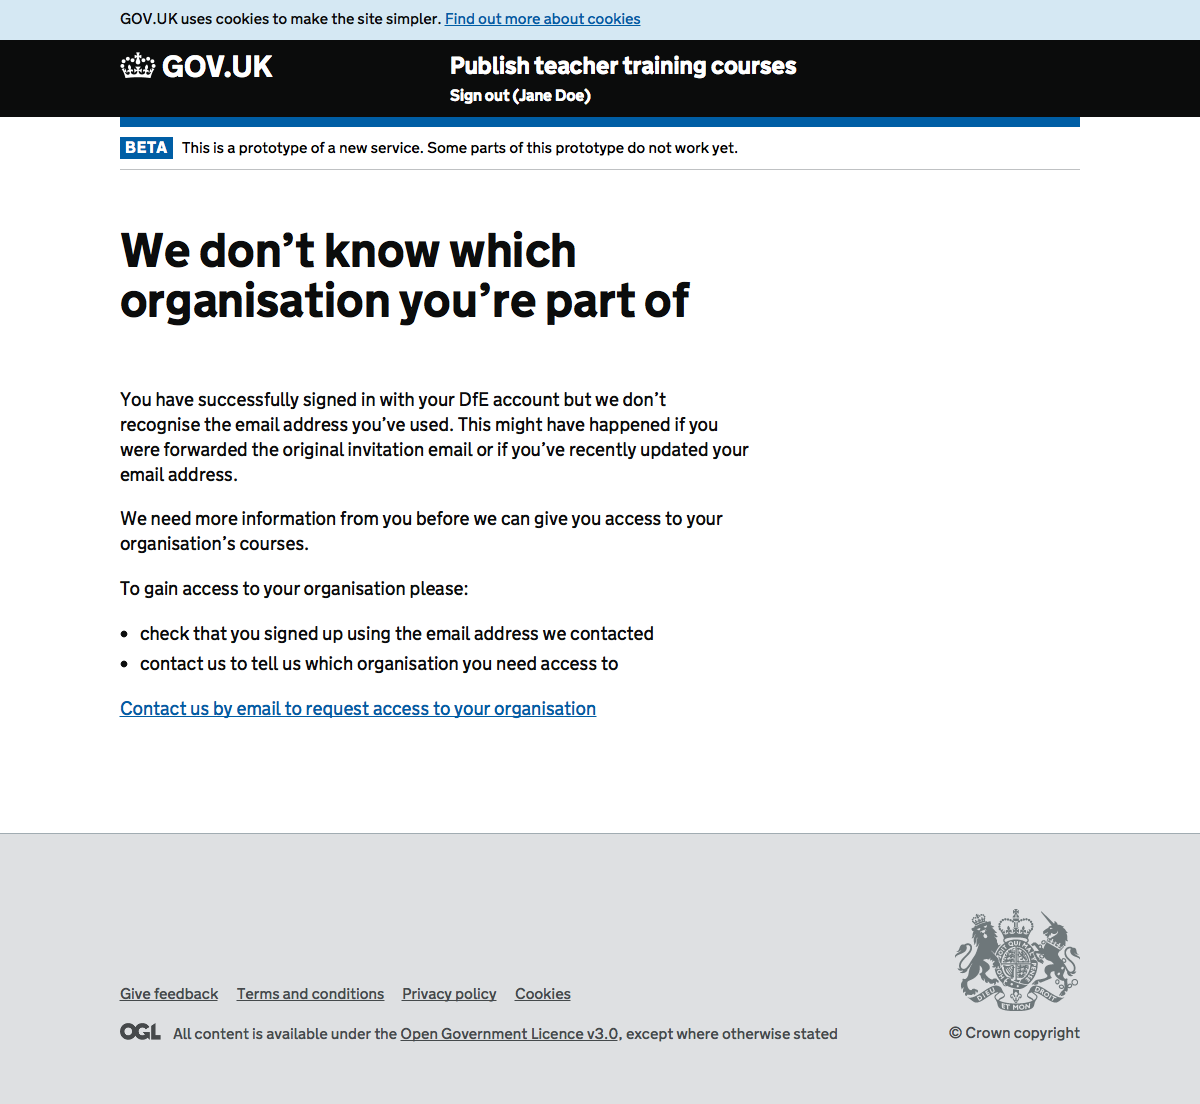 GOV.UK uses cookies to make the site simpler. Find out more about cookies
GOV.UK
Publish teacher training courses
Sign out (Jane Doe)
BETA This is a prototype of a new service. Some parts of this prototype do not work yet.
We don’t know which
organisation you’re part of
You have successfully signed in with your DfE account but we don’t
recognise the email address you’ve used. This might have happened if you
were forwarded the original invitation email or if you’ve recently updated your
email address.
We need more information from you before we can give you access to your
organisation’s courses.
To gain access to your organisation please:
• check that you signed up using the email address we contacted
• contact us to tell us which organisation you need access to
Contact us by email to request access to your organisation
DIEU ET MON DROIT
Give feedback Terms and conditions Privacy policy Cookies
OGL All content is available under the Open Government Licence v3.0, except where otherwise stated
© Crown copyright